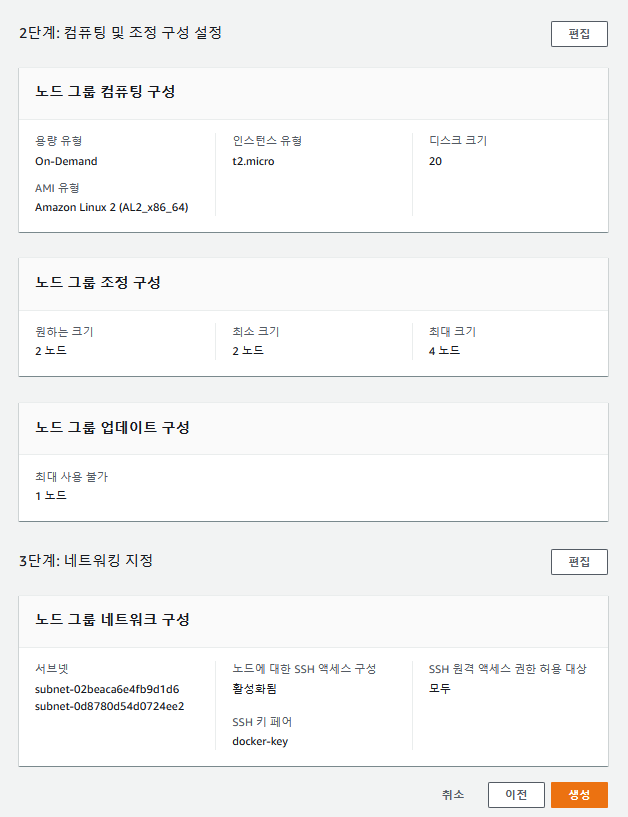 2단계: 컴퓨팅 및 조정 구성 설정
편집
노드 그룹 컴퓨팅 구성
용량 유형
On-Demand
AMI 유형
Amazon Linux 2 (AL2_x86_64)
인스턴스 유형
t2.micro
디스크 크기
20
노드 그룹 조정 구성
원하는 크기
2 노드
최소 크기
2 노드
최대 크기
4 노드
노드 그룹 업데이트 구성
최대 사용 불가
1 노드
3단계: 네트워킹 지정
편집
노드 그룹 네트워크 구성
서브넷
subnet-02beaca6e4fb9d1d6
subnet-0d8780d54d0724ee2
노드에 대한 SSH 액세스 구성
활성화됨
SSH 키 페어
docker-key
SSH 원격 액세스 권한 허용 대상
모두
취소
이전
생성